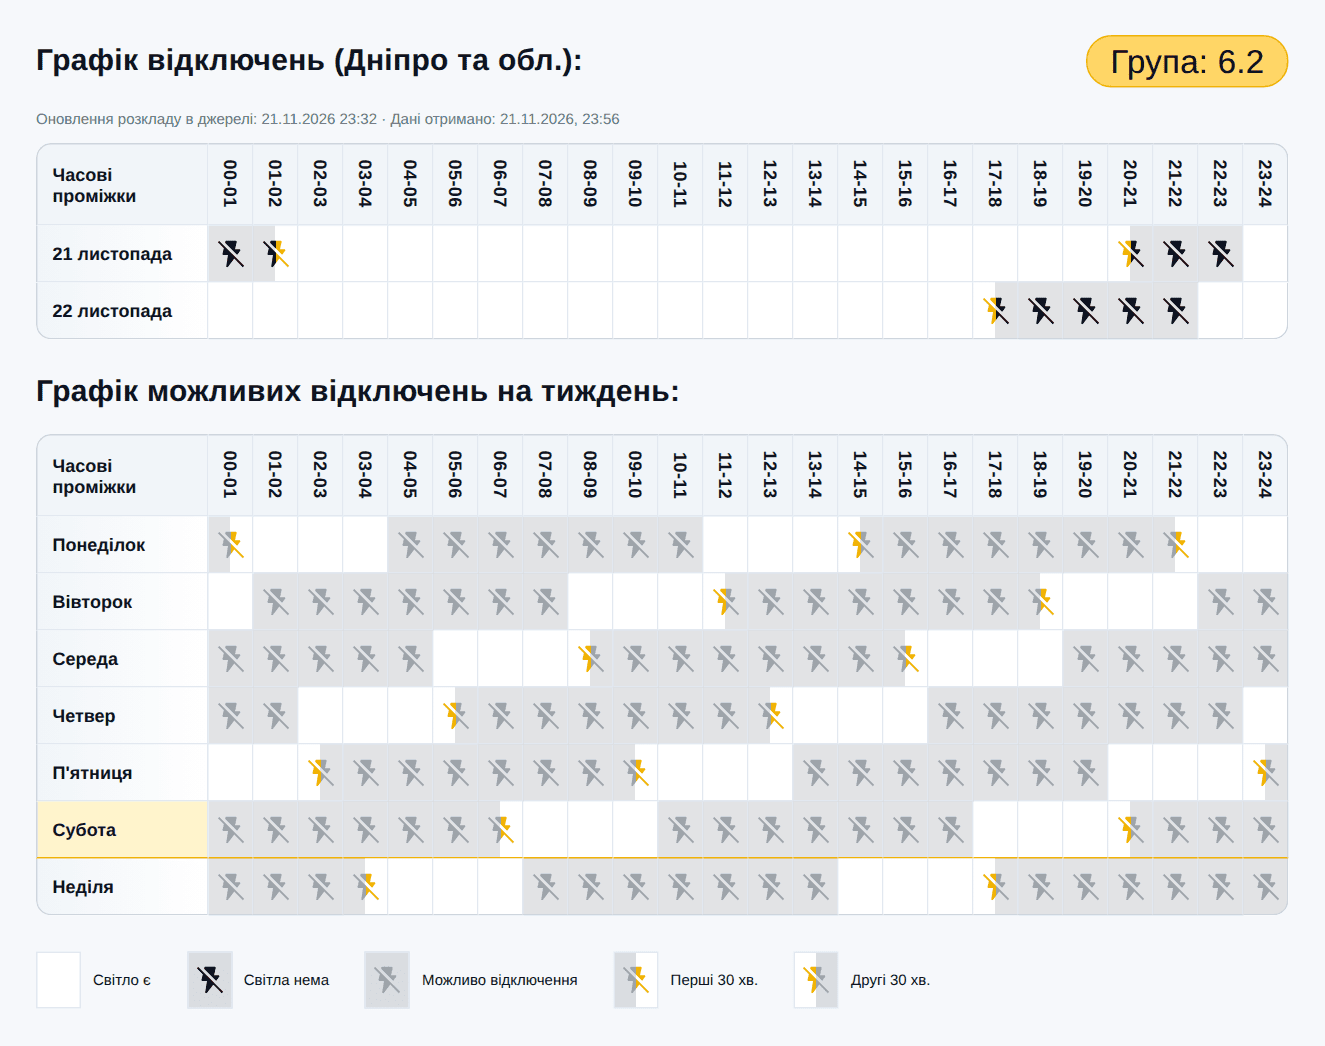 Графік відключень (Дніпро та обл.):
Група: 6.2
Оновлення розкладу в джерелі: 21.11.2026 23:32 · Дані отримано: 21.11.2026, 23:56
Часові проміжки 00-01 01-02 02-03 03-04 04-05 05-06 06-07 07-08 08-09 09-10 10-11 11-12 12-13 13-14 14-15 15-16 16-17 17-18 18-19 19-20 20-21 21-22 22-23 23-24
21 листопада
22 листопада
Графік можливих відключень на тиждень:
Часові проміжки 00-01 01-02 02-03 03-04 04-05 05-06 06-07 07-08 08-09 09-10 10-11 11-12 12-13 13-14 14-15 15-16 16-17 17-18 18-19 19-20 20-21 21-22 22-23 23-24
Понеділок
Вівторок
Середа
Четвер
П'ятниця
Субота
Неділя
Світло є Світла нема Можливо відключення Перші 30 хв. Другі 30 хв.